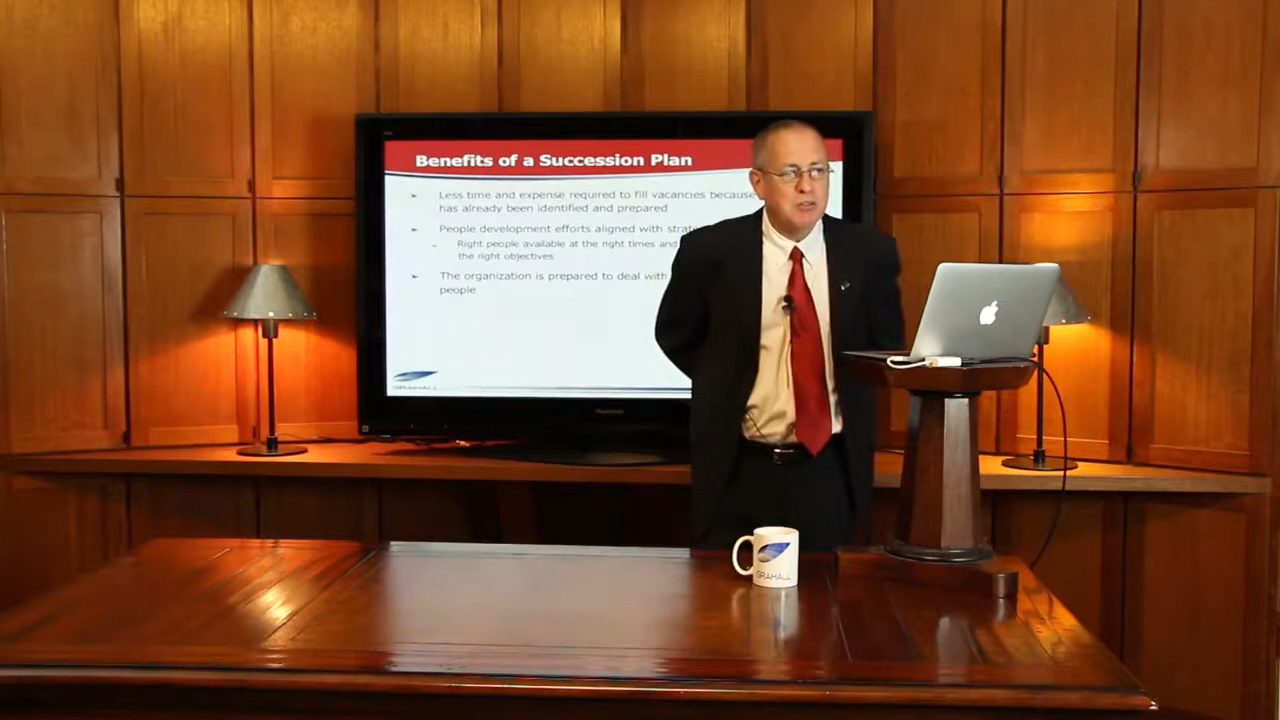 Benefits of a Succession Plan
Less time and expense required to fill vacancies because
has already been identified and prepared
People development efforts aligned with
Right people available at the right times and
the right objectives
The organization is prepared to deal with
people
GRAHALL
GRAHALL